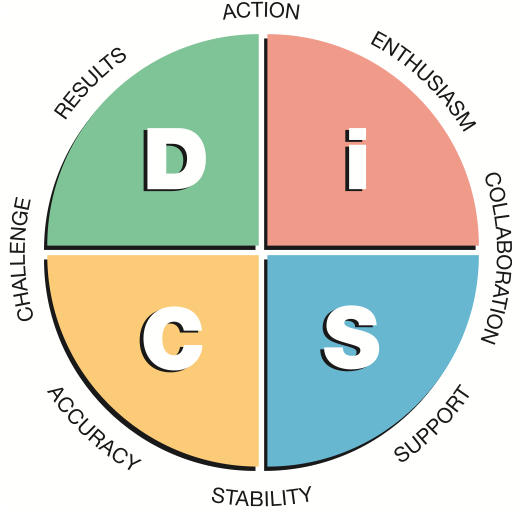 ACTION
ENTHUSIASM
COLLABORATION
SUPPORT
STABILITY
ACCURACY
CHALLENGE
RESULTS
D
i
C
S